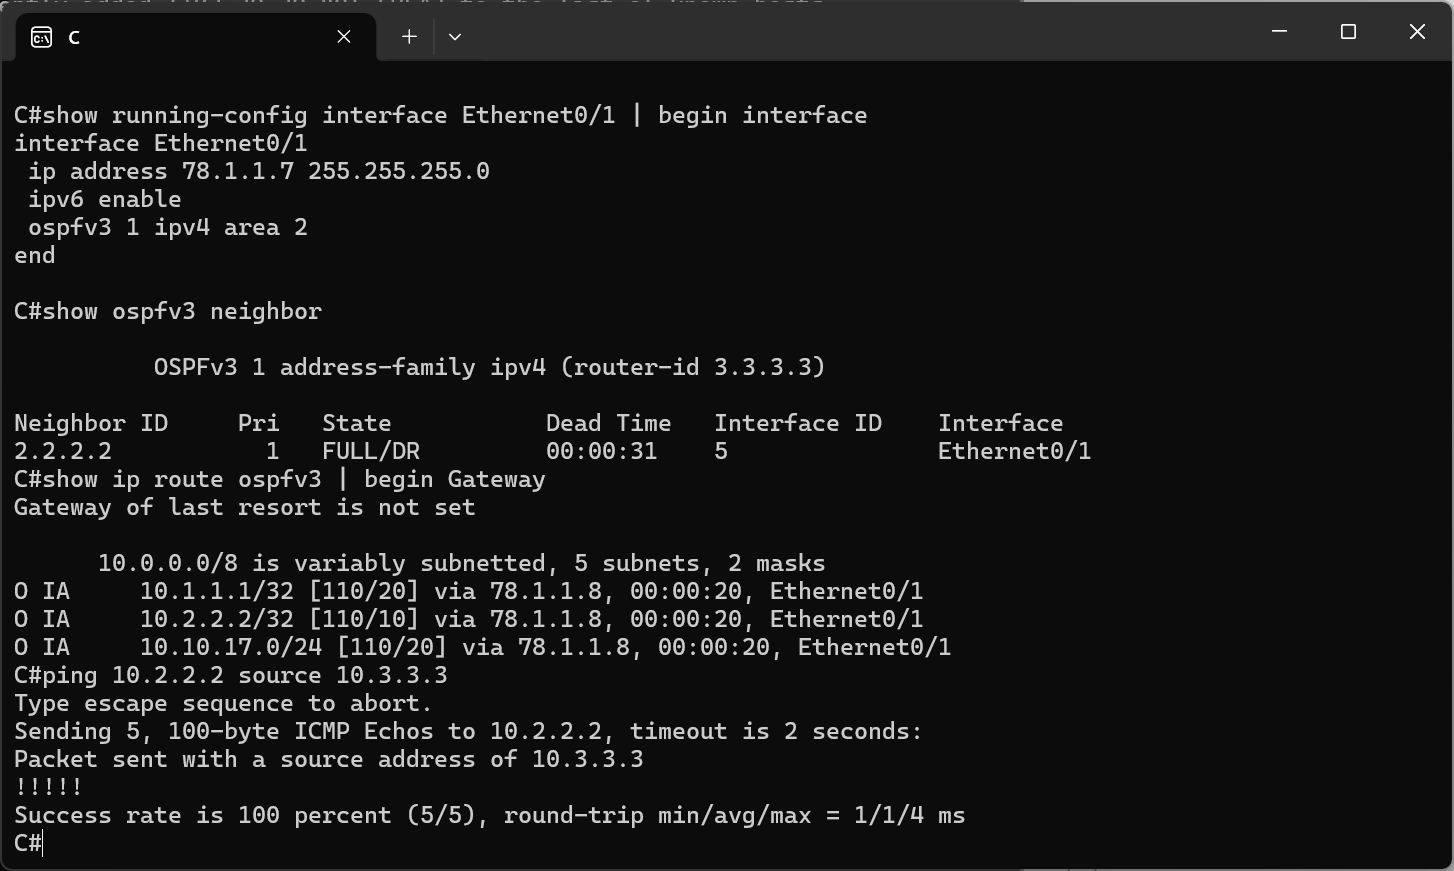 C
C#show running-config interface Ethernet0/1 | begin interface
interface Ethernet0/1
 ip address 78.1.1.7 255.255.255.0
 ipv6 enable
 ospfv3 1 ipv4 area 2
end
C#show ospfv3 neighbor
          OSPFv3 1 address-family ipv4 (router-id 3.3.3.3)
Neighbor ID     Pri   State           Dead Time   Interface ID    Interface
2.2.2.2           1   FULL/DR         00:00:31    5               Ethernet0/1
C#show ip route ospfv3 | begin Gateway
Gateway of last resort is not set
      10.0.0.0/8 is variably subnetted, 5 subnets, 2 masks
O IA     10.1.1.1/32 [110/20] via 78.1.1.8, 00:00:20, Ethernet0/1
O IA     10.2.2.2/32 [110/10] via 78.1.1.8, 00:00:20, Ethernet0/1
O IA     10.10.17.0/24 [110/20] via 78.1.1.8, 00:00:20, Ethernet0/1
C#ping 10.2.2.2 source 10.3.3.3
Type escape sequence to abort.
Sending 5, 100-byte ICMP Echos to 10.2.2.2, timeout is 2 seconds:
Packet sent with a source address of 10.3.3.3
!!!!!
Success rate is 100 percent (5/5), round-trip min/avg/max = 1/1/4 ms
C#